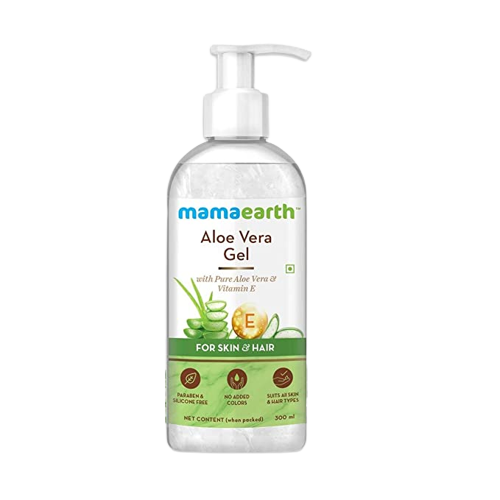 mamaearth™
Aloe Vera
Gel
with Pure Aloe Vera &
Vitamin E
E
FOR SKIN & HAIR
PARABEN &
SILICONE FREE
NO ADDED
COLORS
SUITS All SKIN
& HAIR TYPES
NET CONTENT (when packed) 300 ml